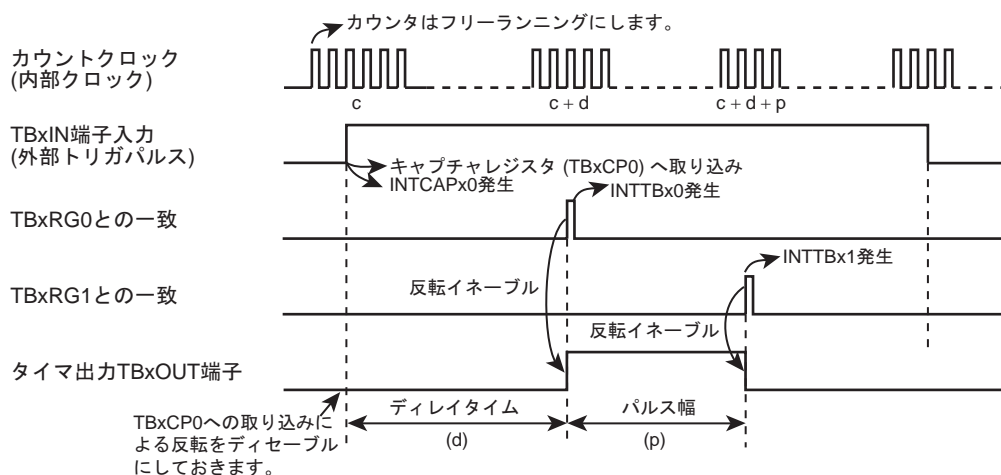 カウンタはフリーランニングにします。
カウントクロック
(内部クロック)
c
c + d
c + d + p
TBxIN端子入力
(外部トリガパルス)
キャプチャレジスタ (TBxCP0) へ取り込み
INTCAPx0発生
INTTBx0発生
TBxRG0との一致
反転イネーブル
INTTBx1発生
TBxRG1との一致
反転イネーブル
タイマ出力TBxOUT端子
TBxCP0への取り込みに
よる反転をディセーブル
にしておきます。
ディレイタイム
(d)
パルス幅
(p)